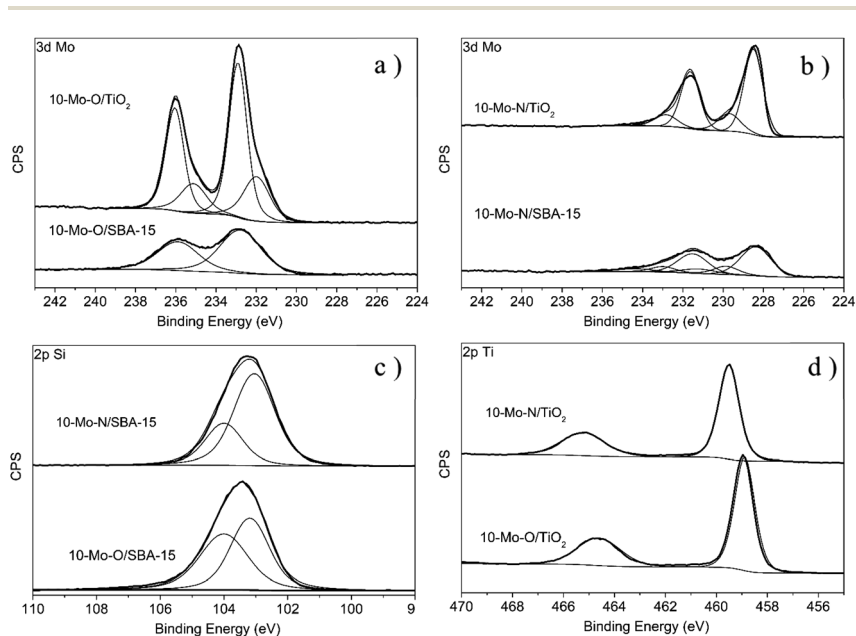 3d Mo
a )
10-Mo-O/TiO₂
10-Mo-O/SBA-15
CPS
242 240 238 236 234 232 230 228 226 224
Binding Energy (eV)
3d Mo
b )
10-Mo-N/TiO₂
10-Mo-N/SBA-15
CPS
242 240 238 236 234 232 230 228 226 224
Binding Energy (eV)
2p Si
c )
10-Mo-N/SBA-15
10-Mo-O/SBA-15
CPS
110 108 106 104 102 100 9
Binding Energy (eV)
2p Ti
d )
10-Mo-N/TiO₂
10-Mo-O/TiO₂
CPS
470 468 466 464 462 460 458 456
Binding Energy (eV)